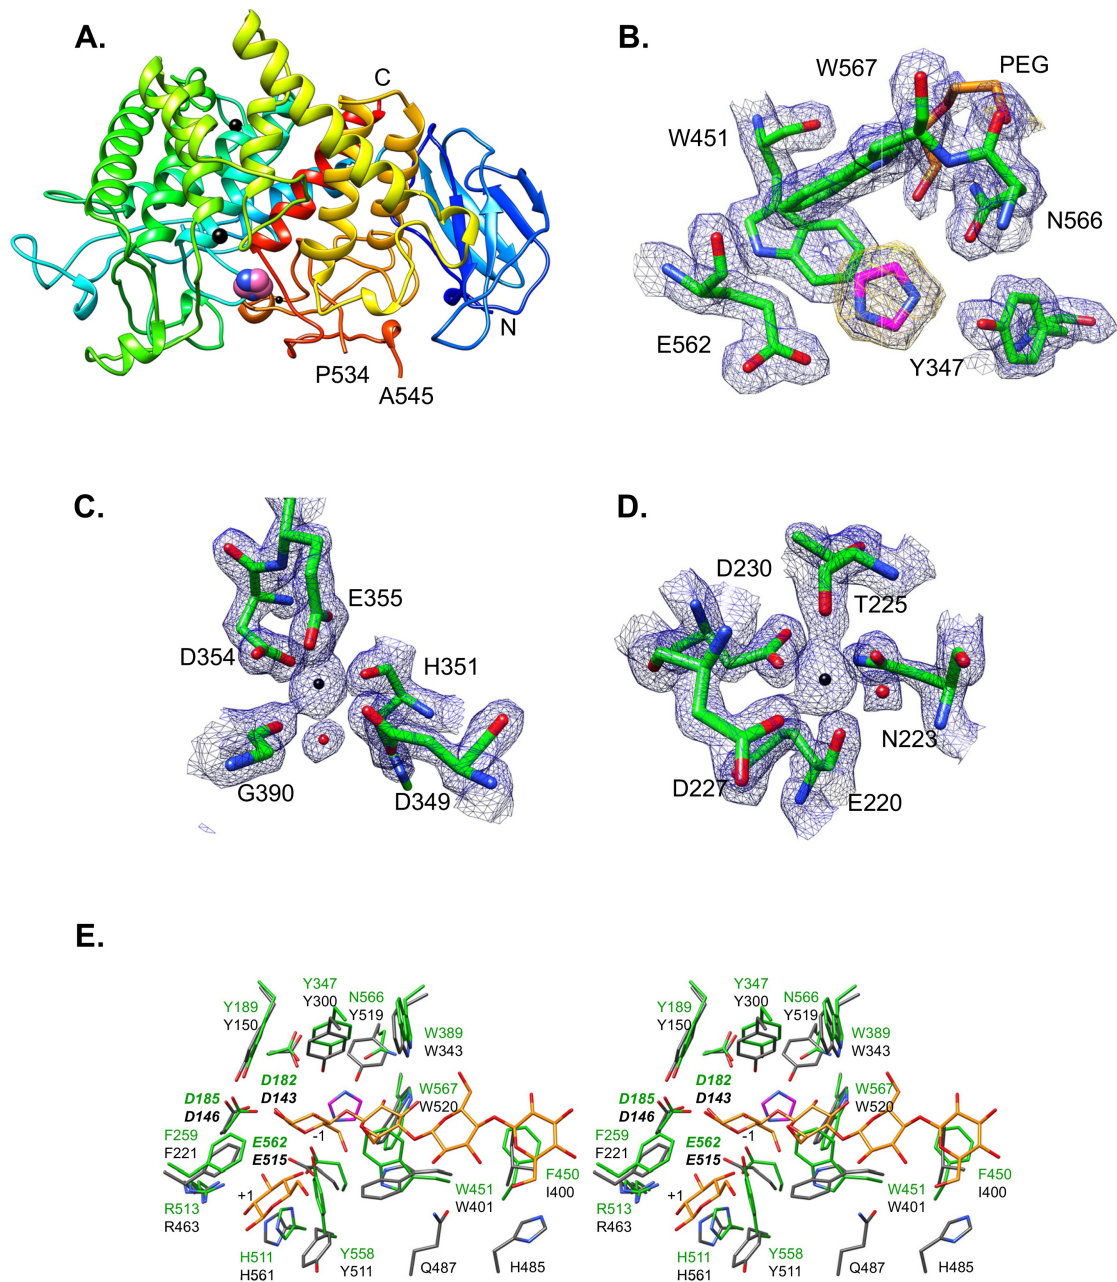 A.
C
N
P534
A545
B.
W567
PEG
W451
N566
E562
Y347
C.
E355
D354
H351
G390
D349
D.
D230
T225
N223
D227
E220
E.
Y347
Y300
N566
Y519
Y189
Y150
W389
W343
D182
D143
D185
D146
W567
W520
F259
F221
E562
E515
-1
F450
I400
W451
W401
R513
R463
+1
H511
H561
Y558
Y511
Q487
H485
Y347
Y300
N566
Y519
Y189
Y150
W389
W343
D182
D143
D185
D146
W567
W520
F259
F221
E562
E515
-1
F450
I400
W451
W401
R513
R463
+1
H511
H561
Y558
Y511
Q487
H485